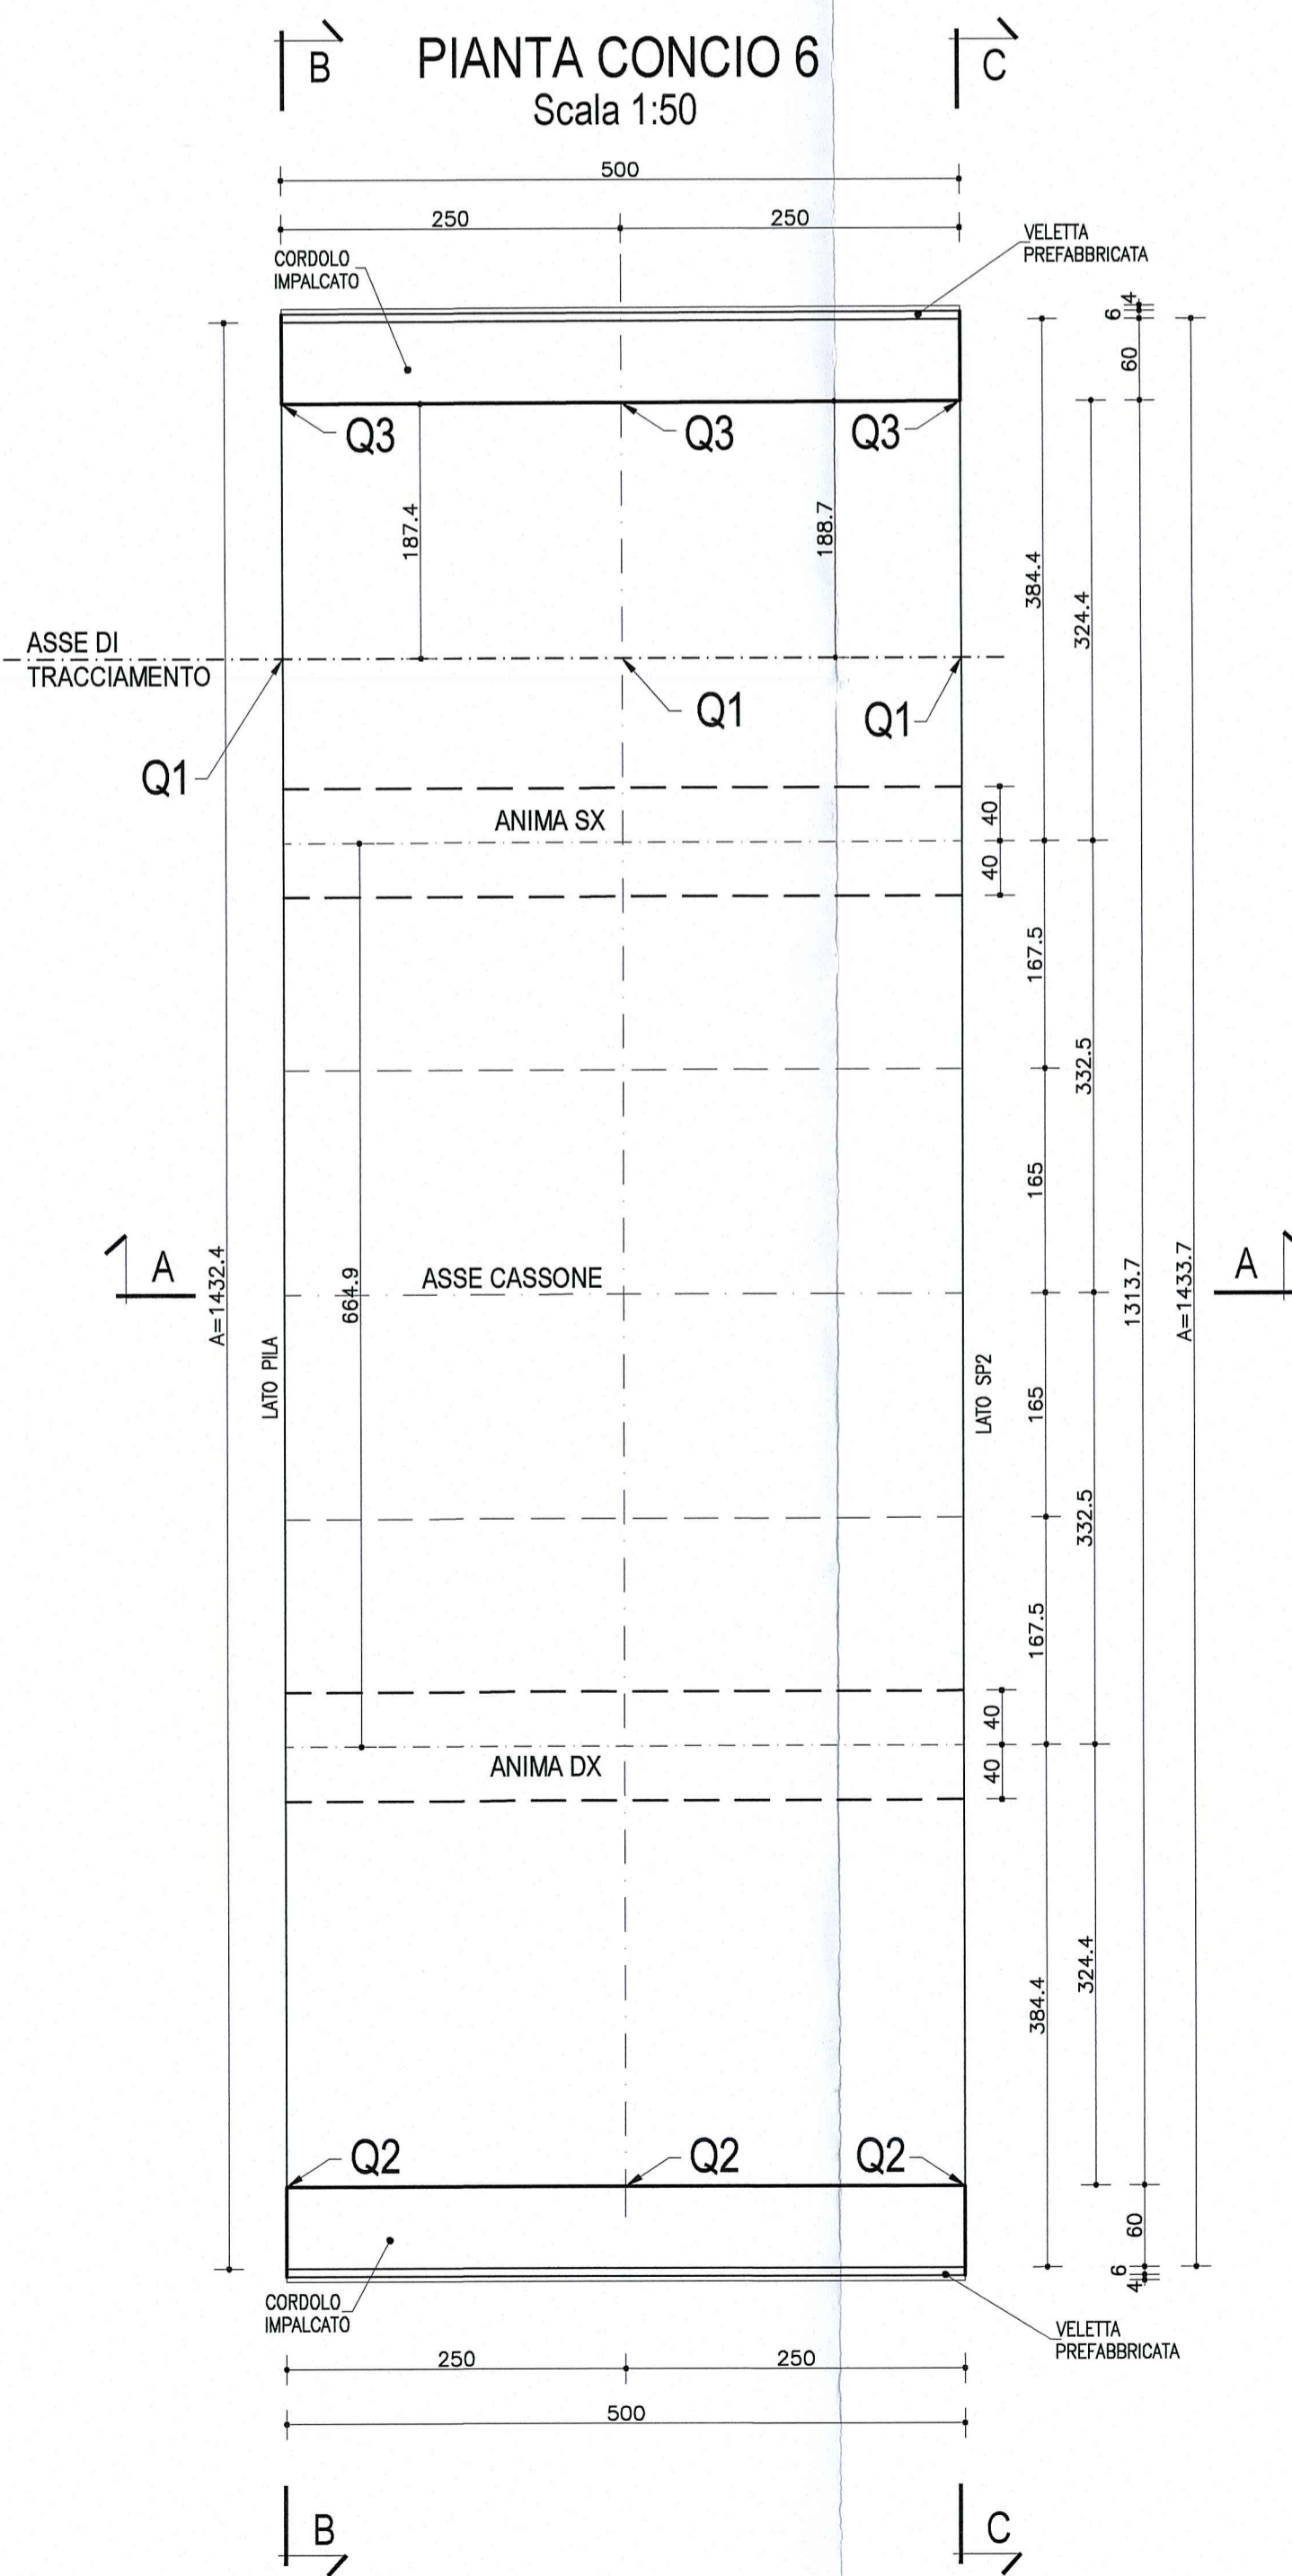 B
PIANTA CONCIO 6
C
Scala 1:50
500
250
250
CORDOLO
IMPALCATO
VELETTA
PREFABBRICATA
4
6
60
Q3
Q3
Q3
187.4
188.7
384.4
324.4
ASSE DI
TRACCIAMENTO
Q1
Q1
Q1
40
ANIMA SX
40
167.5
332.5
165
A
A=1432.4
664.9
ASSE CASSONE
1313.7
A=1433.7
A
LATO PILA
LATO SP2
165
332.5
167.5
40
ANIMA DX
40
384.4
324.4
Q2
Q2
Q2
60
6
4
CORDOLO
IMPALCATO
VELETTA
PREFABBRICATA
250
250
500
B
C